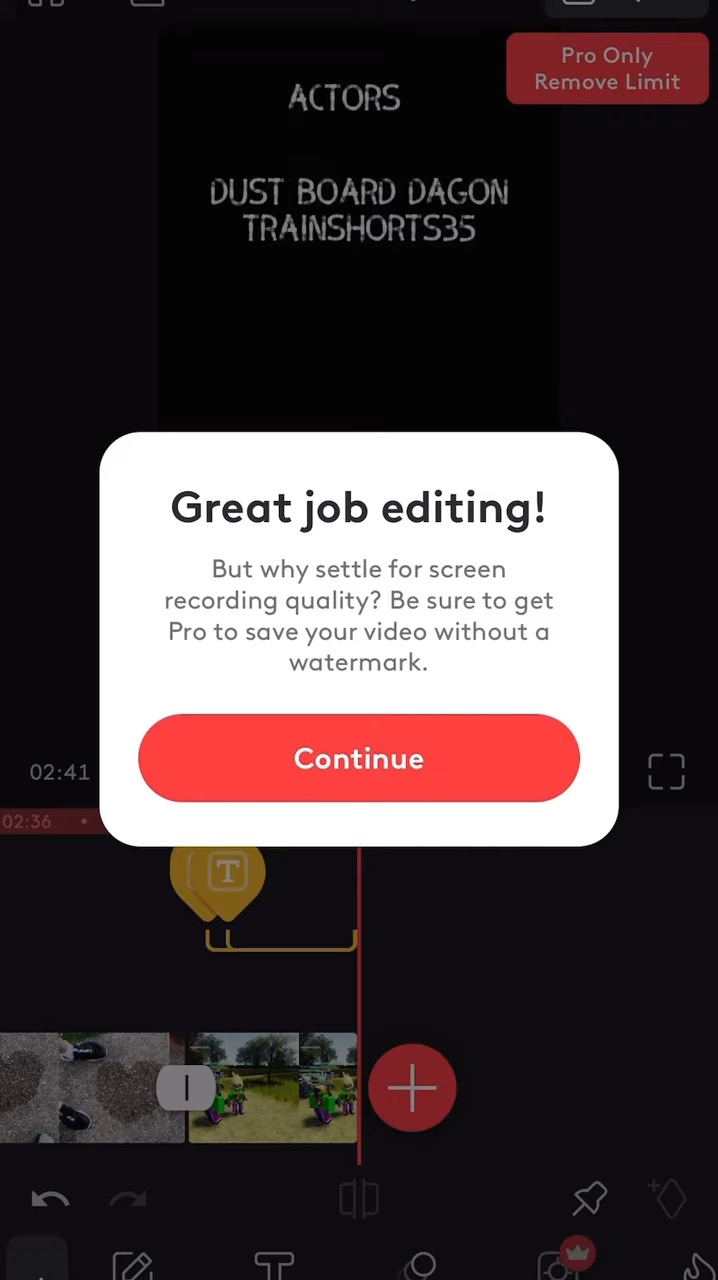 Pro Only
Remove Limit
ACTORS
DUST BOARD DAGON
TRAINSHORTS35
Great job editing!
But why settle for screen
recording quality? Be sure to get
Pro to save your video without a
watermark.
Continue
02:41
02:36
T